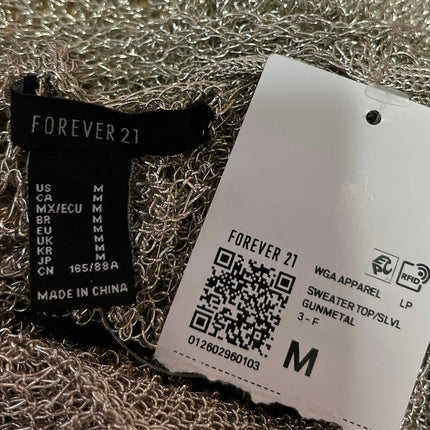 FOREVER 21
US M
CA M
MX/ECU M
BR M
EU M
UK M
KR M
JP M
CN 165/88A
MADE IN CHINA
FOREVER 21
012602960103
WGA APPAREL LP
SWEATER TOP/SLVL
GUNMETAL
3-F
M
RFID